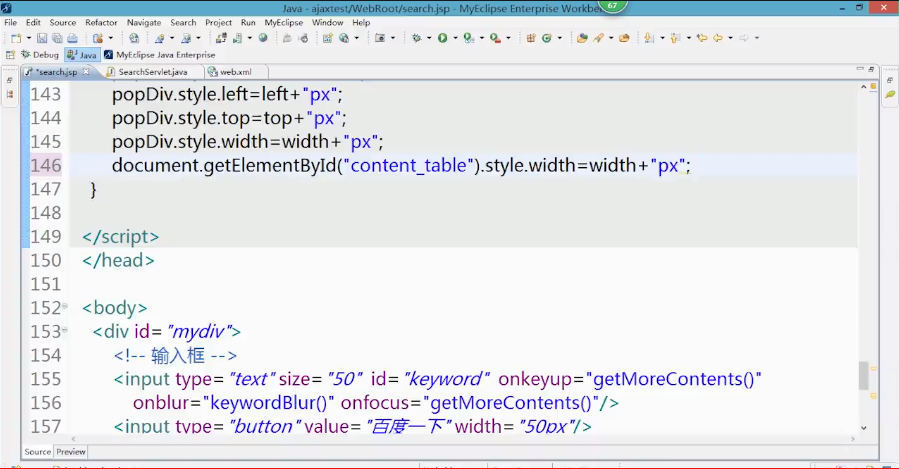 Java - ajaxtest/WebRoot/search.jsp - MyEclipse Enterprise Workben
67
File Edit Source Refactor Navigate Search Project Run MyEclipse Window Help
Debug Java MyEclipse Java Enterprise
*search.jsp SearchServlet.java web.xml
143 popDiv.style.left=left+"px";
144 popDiv.style.top=top+"px";
145 popDiv.style.width=width+"px";
146 document.getElementById("content_table").style.width=width+"px";
147 }
148
149 </script>
150 </head>
151
152 <body>
153 <div id="mydiv">
154 <!-- 输入框 -->
155 <input type="text" size="50" id="keyword" onkeyup="getMoreContents()"
156 onblur="keywordBlur()" onfocus="getMoreContents()"/>
157 <input type="button" value="百度一下" width="50px"/>
Source Preview